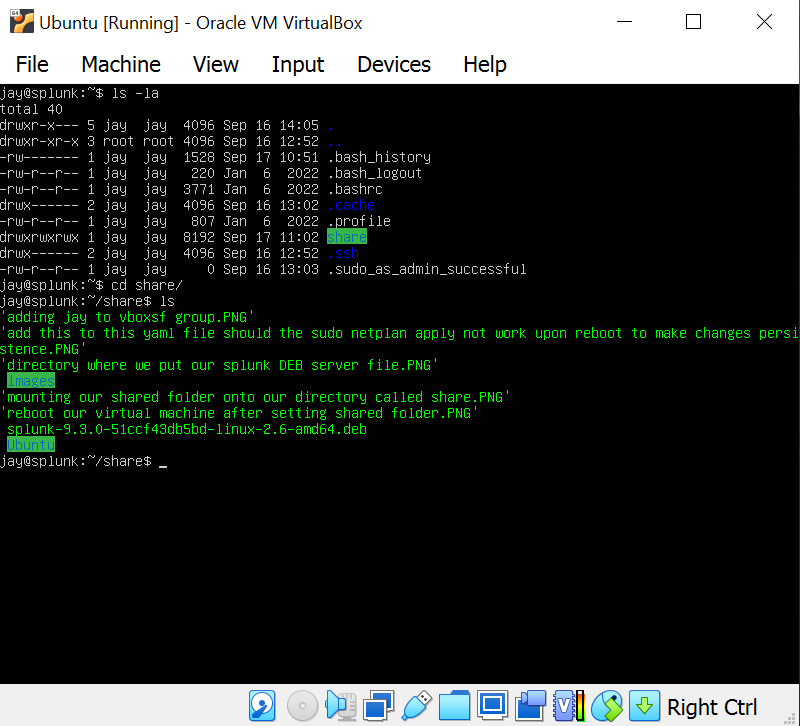 Ubuntu [Running] - Oracle VM VirtualBox
File Machine View Input Devices Help
jay@splunk:~$ ls -la
total 40
drwxr-x--- 5 jay  jay  4096 Sep 16 14:05 .
drwxr-xr-x 3 root root 4096 Sep 16 12:52 ..
-rw------- 1 jay  jay  1528 Sep 17 10:51 .bash_history
-rw-r--r-- 1 jay  jay   220 Jan  6  2022 .bash_logout
-rw-r--r-- 1 jay  jay  3771 Jan  6  2022 .bashrc
drwx------ 2 jay  jay  4096 Sep 16 13:02 .cache
-rw-r--r-- 1 jay  jay   807 Jan  6  2022 .profile
drwxrwxrwx 1 jay  jay  8192 Sep 17 11:02 share
drwx------ 2 jay  jay  4096 Sep 16 12:52 .ssh
-rw-r--r-- 1 jay  jay     0 Sep 16 13:03 .sudo_as_admin_successful
jay@splunk:~$ cd share/
jay@splunk:~/share$ ls
'adding jay to vboxsf group.PNG'
'add this to this yaml file should the sudo netplan apply not work upon reboot to make changes persi
stence.PNG'
'directory where we put our splunk DEB server file.PNG'
Images
'mounting our shared folder onto our directory called share.PNG'
'reboot our virtual machine after setting shared folder.PNG'
splunk-9.3.0-51ccf43db5bd-linux-2.6-amd64.deb
Ubuntu
jay@splunk:~/share$ _
Right Ctrl